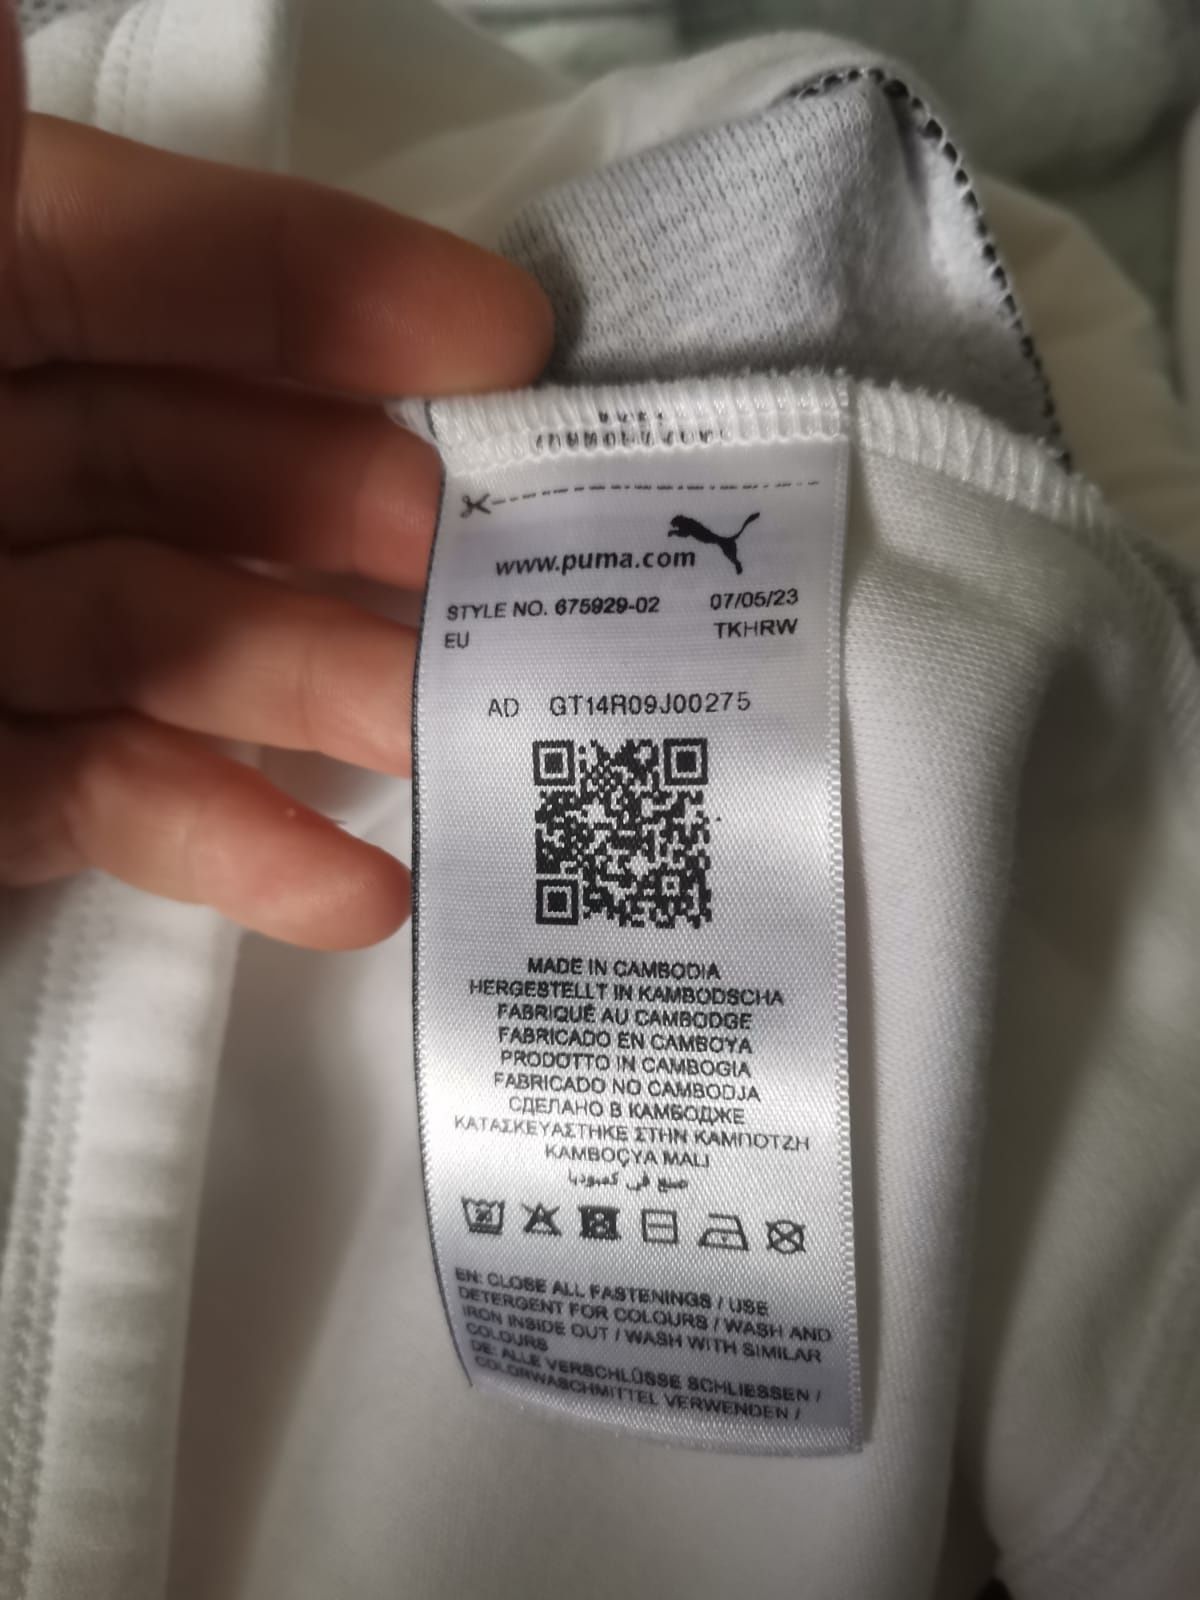 www.puma.com
STYLE NO. 675929-02 07/05/23
EU TKHRW
AD GT14R09J00275
MADE IN CAMBODIA
HERGESTELLT IN KAMBODSCHA
FABRIQUÉ AU CAMBODGE
FABRICADO EN CAMBOYA
PRODOTTO IN CAMBOGIA
FABRICADO NO CAMBODJA
СДЕЛАНО В КАМБОДЖЕ
ΚΑΤΑΣΚΕΥΑΣΤΗΚΕ ΣΤΗΝ ΚΑΜΠΟΤΖΗ
KAMBOÇYA MALI
صنع في كمبوديا
EN: CLOSE ALL FASTENINGS / USE
DETERGENT FOR COLOURS / WASH AND
IRON INSIDE OUT / WASH WITH SIMILAR
COLOURS
DE: ALLE VERSCHLÜSSE SCHLIESSEN /
COLORWASCHMITTEL VERWENDEN /